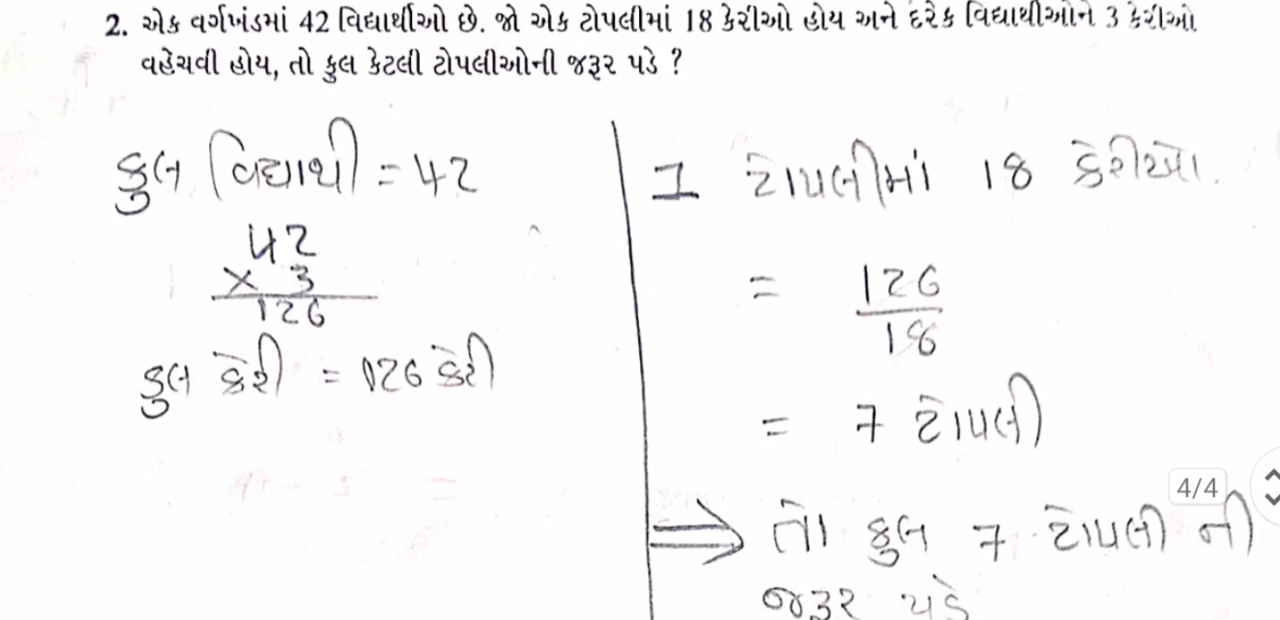 2. એક વર્ગખંડમાં 42 વિદ્યાર્થીઓ છે. જો એક ટોપલીમાં 18 કેરીઓ હોય અને દરેક વિદ્યાર્થીઓને 3 કેરીઓ
વહેંચવી હોય, તો કુલ કેટલી ટોપલીઓની જરૂર પડે ?
કુલ વિદ્યાથી = 42
42
× 3
126
કુલ કેરી = 126 કેરી
1 ટોપલીમાં 18 કેરીઓ.
= 126
18
= 7 ટોપલી
⇒ તો કુલ 7 ટોપલી ની
જરૂર પડે
4/4